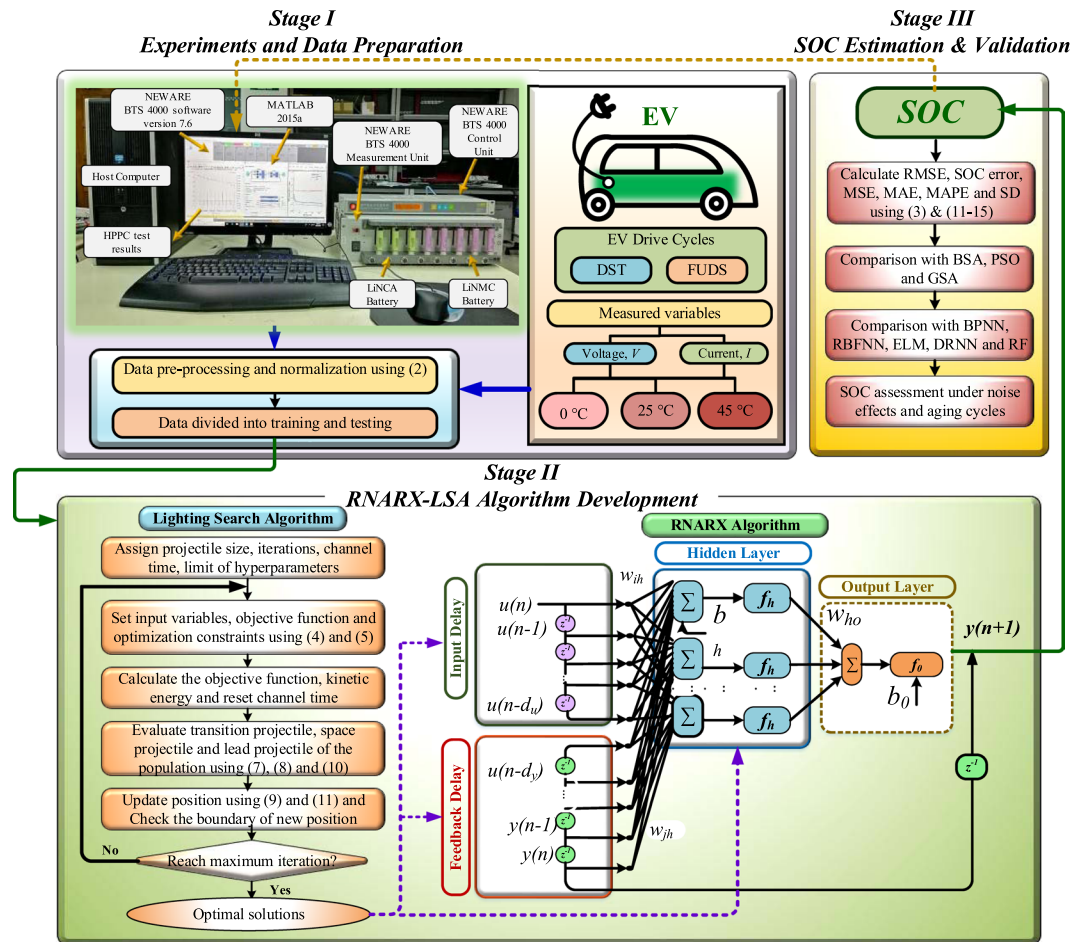 Stage I
Experiments and Data Preparation
Stage III
SOC Estimation & Validation
NEWARE
BTS 4000 software
version 7.6
MATLAB
2015a
NEWARE
BTS 4000
Measurement Unit
NEWARE
BTS 4000
Control
Unit
Host Computer
HPPC test
results
LiNCA
Battery
LiNMC
Battery
EV
EV Drive Cycles
DST
FUDS
Measured variables
Voltage, V
Current, I
0 °C
25 °C
45 °C
Data pre-processing and normalization using (2)
Data divided into training and testing
SOC
Calculate RMSE, SOC error,
MSE, MAE, MAPE and SD
using (3) & (11-15)
Comparison with BSA, PSO
and GSA
Comparison with BPNN,
RBFNN, ELM, DRNN and RF
SOC assessment under noise
effects and aging cycles
Stage II
RNARX-LSA Algorithm Development
Lighting Search Algorithm
Assign projectile size, iterations, channel
time, limit of hyperparameters
Set input variables, objective function and
optimization constraints using (4) and (5)
Calculate the objective function, kinetic
energy and reset channel time
Evaluate transition projectile, space
projectile and lead projectile of the
population using (7), (8) and (10)
Update position using (9) and (11) and
Check the boundary of new position
No
Reach maximum iteration?
Yes
Optimal solutions
RNARX Algorithm
Hidden Layer
Output Layer
Input Delay
u(n)
u(n-1)
u(n-d_u)
z⁻¹
z⁻¹
z⁻¹
Feedback Delay
u(n-d_y)
y(n-1)
y(n)
z⁻¹
z⁻¹
z⁻¹
w_ih
w_jh
Σ
b
f_h
Σ
h
f_h
Σ
f_h
w_ho
Σ
f_0
b_0
y(n+1)
z⁻¹